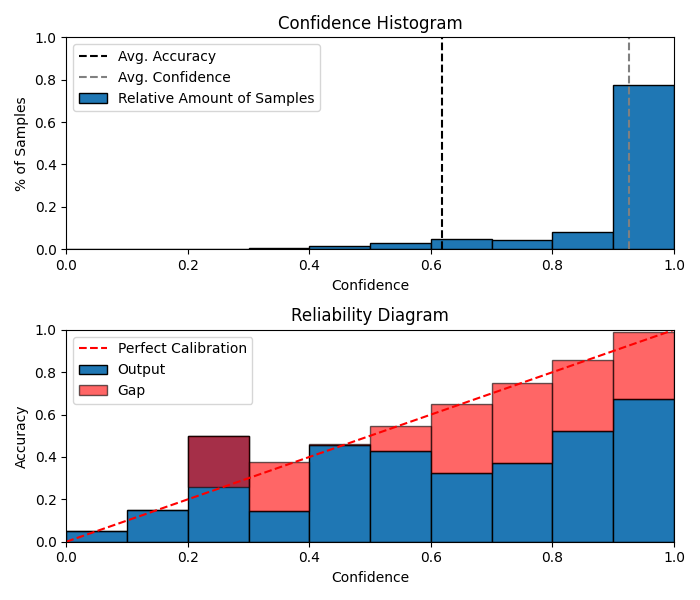 Confidence Histogram
1.0
0.8
0.6
0.4
0.2
0.0
% of Samples
Avg. Accuracy
Avg. Confidence
Relative Amount of Samples
0.0 0.2 0.4 0.6 0.8 1.0
Confidence
Reliability Diagram
1.0
0.8
0.6
0.4
0.2
0.0
Accuracy
Perfect Calibration
Output
Gap
0.0 0.2 0.4 0.6 0.8 1.0
Confidence